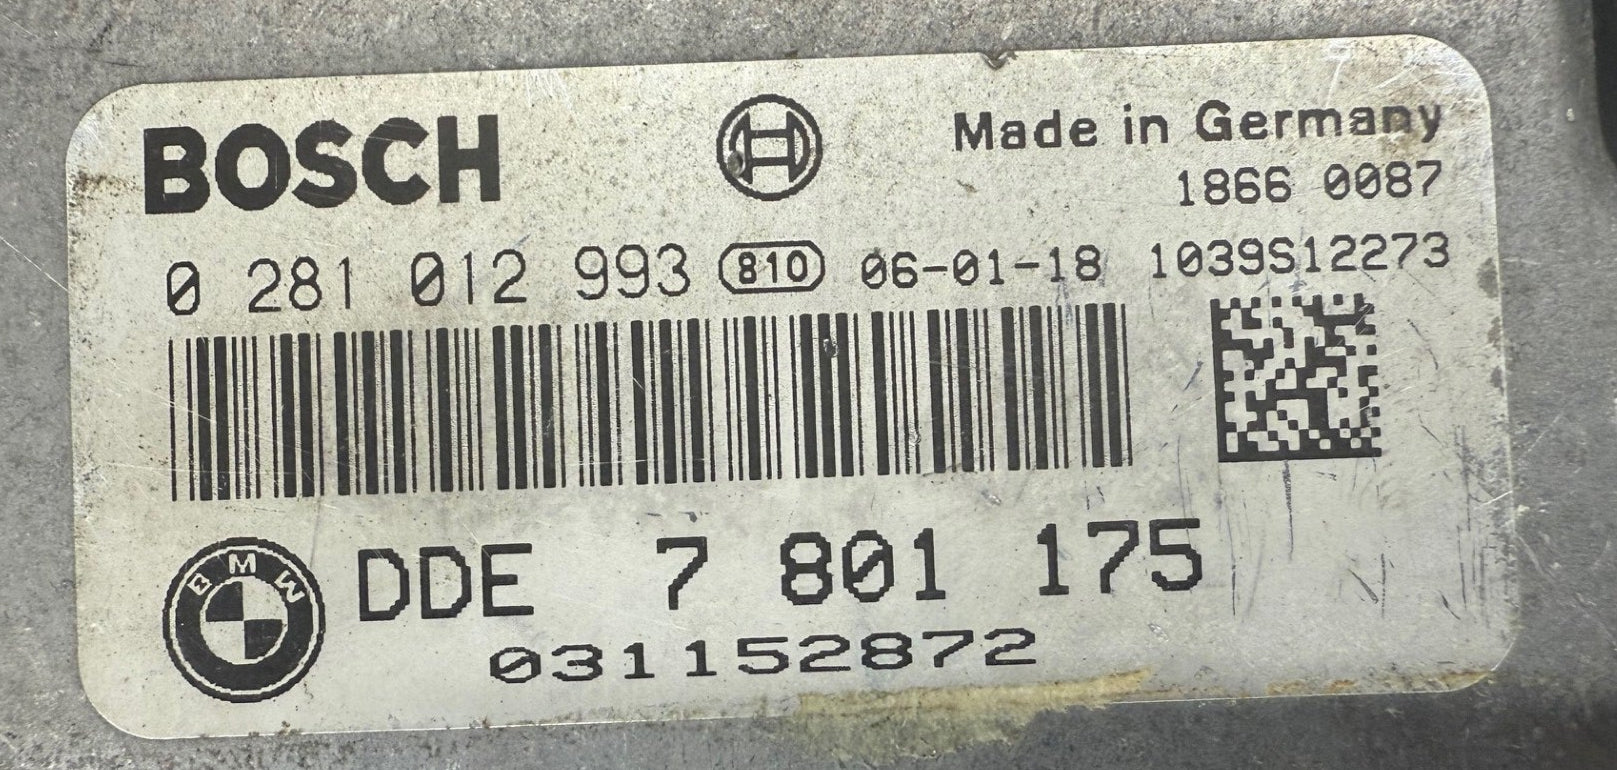 BOSCH
Made in Germany
1866 0087
0 281 012 993 810 06-01-18 1039S12273
BMW
DDE 7 801 175
031152872